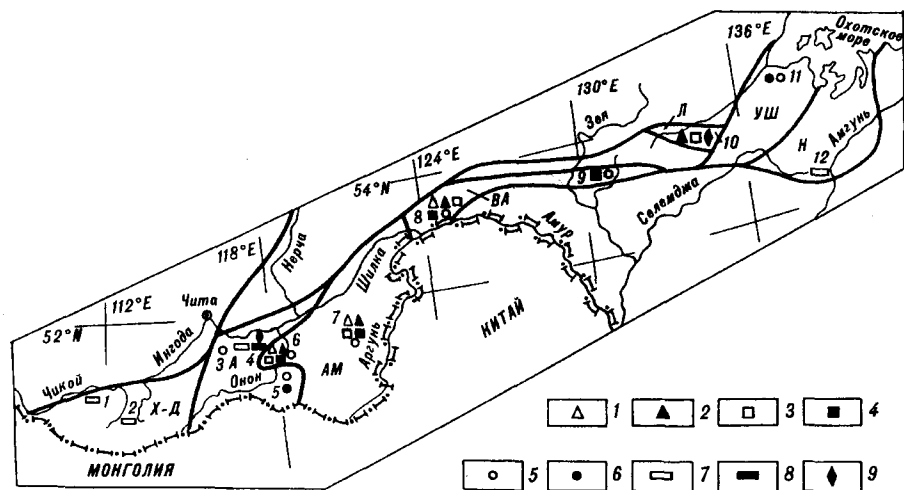 136°E
Охотское
море
130°E
11
УШ
Зея
Л
Н
Амгунь
124°E
10
12
54°N
9
Селемджа
118°E
ВА
8
Амур
Нерча
Шилка
112°E
Чита
7
КИТАЙ
52°N
Ингода
6
Аргунь
3 А 4
АМ
Чикой
Онон
5
1
2
Х-Д
МОНГОЛИЯ
1 2 3 4
5 6 7 8 9